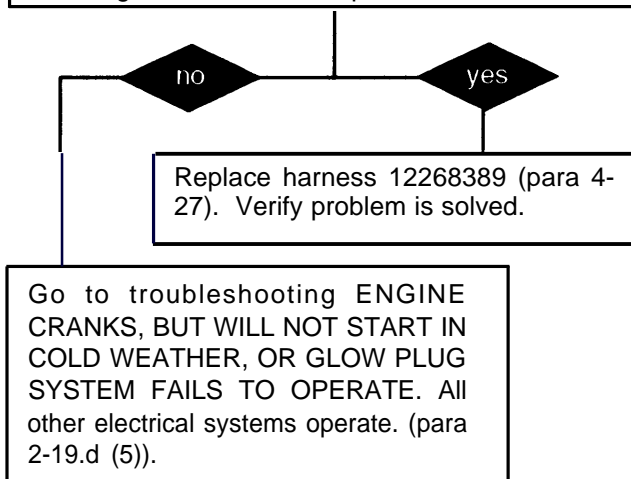 no
yes
Replace harness 12268389 (para 4-
27). Verify problem is solved.
Go to troubleshooting ENGINE
CRANKS, BUT WILL NOT START IN
COLD WEATHER, OR GLOW PLUG
SYSTEM FAILS TO OPERATE. All
other electrical systems operate. (para
2-19.d (5)).